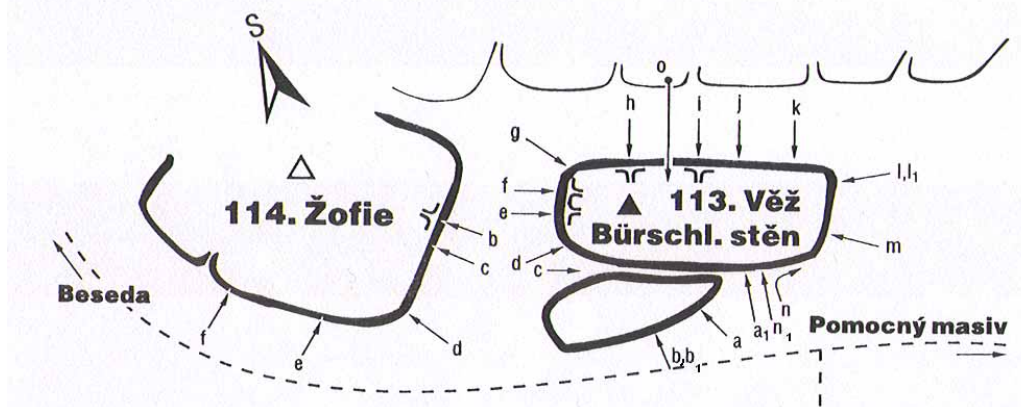 S
o
h
i
j
k
g
l,l₁
f
e
113. Věž
Bürschl. stěn
114. Žofie
b
c
d
c
m
Beseda
n
a₁
n₁
Pomocný masiv
f
e
d
a
b,b₁